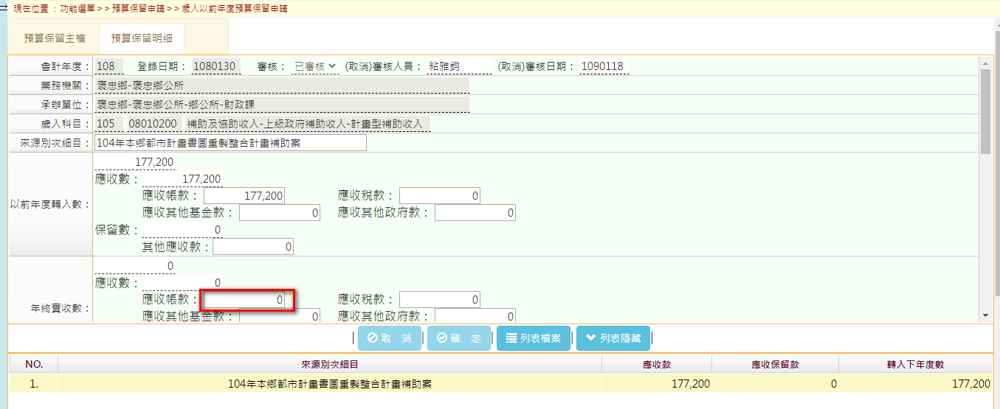 現在位置 ：功能選單 > > 預算保留申請 > > 歲入以前年度預算保留申請
預算保留主檔 預算保留明細
會計年度： 108 登錄日期： 1080130 審核： 已審核 (取消)審核人員： 粘雅鈞 (取消)審核日期： 1090118
業務機關： 褒忠鄉-褒忠鄉公所
承辦單位： 褒忠鄉-褒忠鄉公所-鄉公所-財政課
歲入科目： 105 08010200 補助及協助收入-上級政府補助收入-計畫型補助收入
來源別次細目： 104年本鄉都市計畫書圖重製整合計畫補助案
以前年度轉入數： 177,200
應收數： 177,200
應收帳款： 177,200 應收稅款： 0
應收其他基金款： 0 應收其他政府款： 0
保留數： 0
其他應收款： 0
年終實收數： 0
應收數： 0
應收帳款： 0 應收稅款： 0
應收其他基金款： 0 應收其他政府款： 0
| 取 消 | 確 定 | 列表檔案 | 列表隱藏 |
NO. 來源別次細目 應收款 應收保留款 轉入下年度數
1. 104年本鄉都市計畫書圖重製整合計畫補助案 177,200 0 177,200